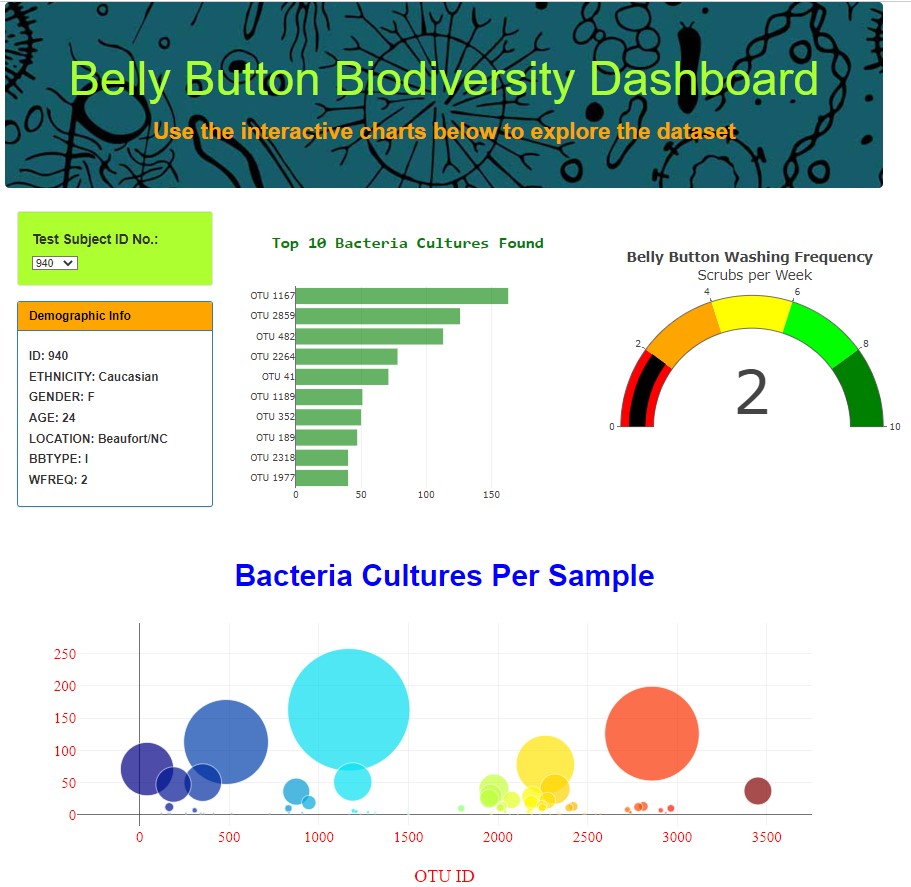 Belly Button Biodiversity Dashboard
Use the interactive charts below to explore the dataset
Test Subject ID No.:
940
Demographic Info
ID: 940
ETHNICITY: Caucasian
GENDER: F
AGE: 24
LOCATION: Beaufort/NC
BBTYPE: I
WFREQ: 2
Top 10 Bacteria Cultures Found
OTU 1167
OTU 2859
OTU 482
OTU 2264
OTU 41
OTU 1189
OTU 352
OTU 189
OTU 2318
OTU 1977
0 50 100 150
Belly Button Washing Frequency
Scrubs per Week
0 2 4 6 8 10
2
Bacteria Cultures Per Sample
250
200
150
100
50
0
0 500 1000 1500 2000 2500 3000 3500
OTU ID